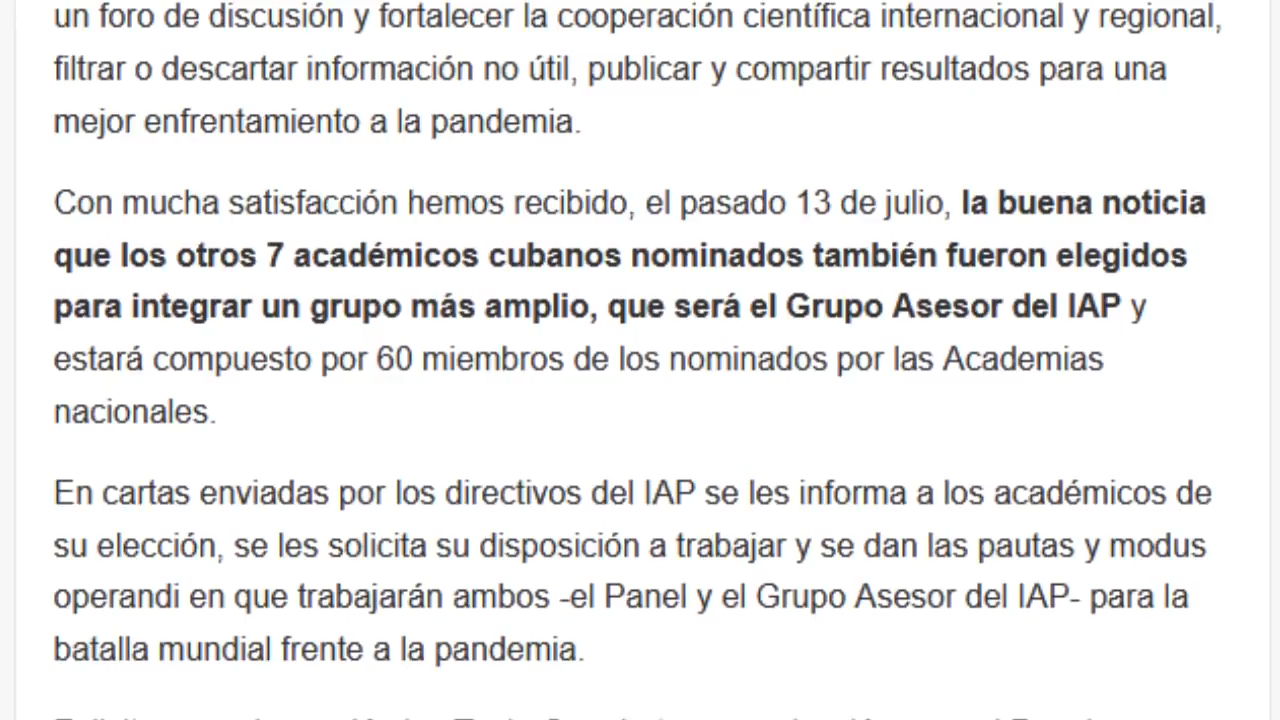 un foro de discusión y fortalecer la cooperación científica internacional y regional,
filtrar o descartar información no útil, publicar y compartir resultados para una
mejor enfrentamiento a la pandemia.
Con mucha satisfacción hemos recibido, el pasado 13 de julio, la buena noticia
que los otros 7 académicos cubanos nominados también fueron elegidos
para integrar un grupo más amplio, que será el Grupo Asesor del IAP y
estará compuesto por 60 miembros de los nominados por las Academias
nacionales.
En cartas enviadas por los directivos del IAP se les informa a los académicos de
su elección, se les solicita su disposición a trabajar y se dan las pautas y modus
operandi en que trabajarán ambos -el Panel y el Grupo Asesor del IAP- para la
batalla mundial frente a la pandemia.